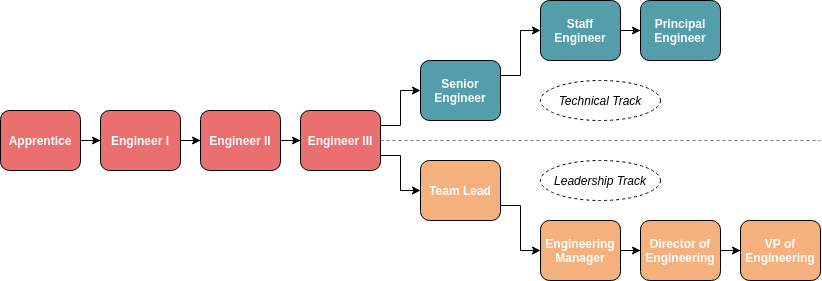 Apprentice
Engineer I
Engineer II
Engineer III
Senior
Engineer
Staff
Engineer
Principal
Engineer
Technical Track
Leadership Track
Team Lead
Engineering
Manager
Director of
Engineering
VP of
Engineering